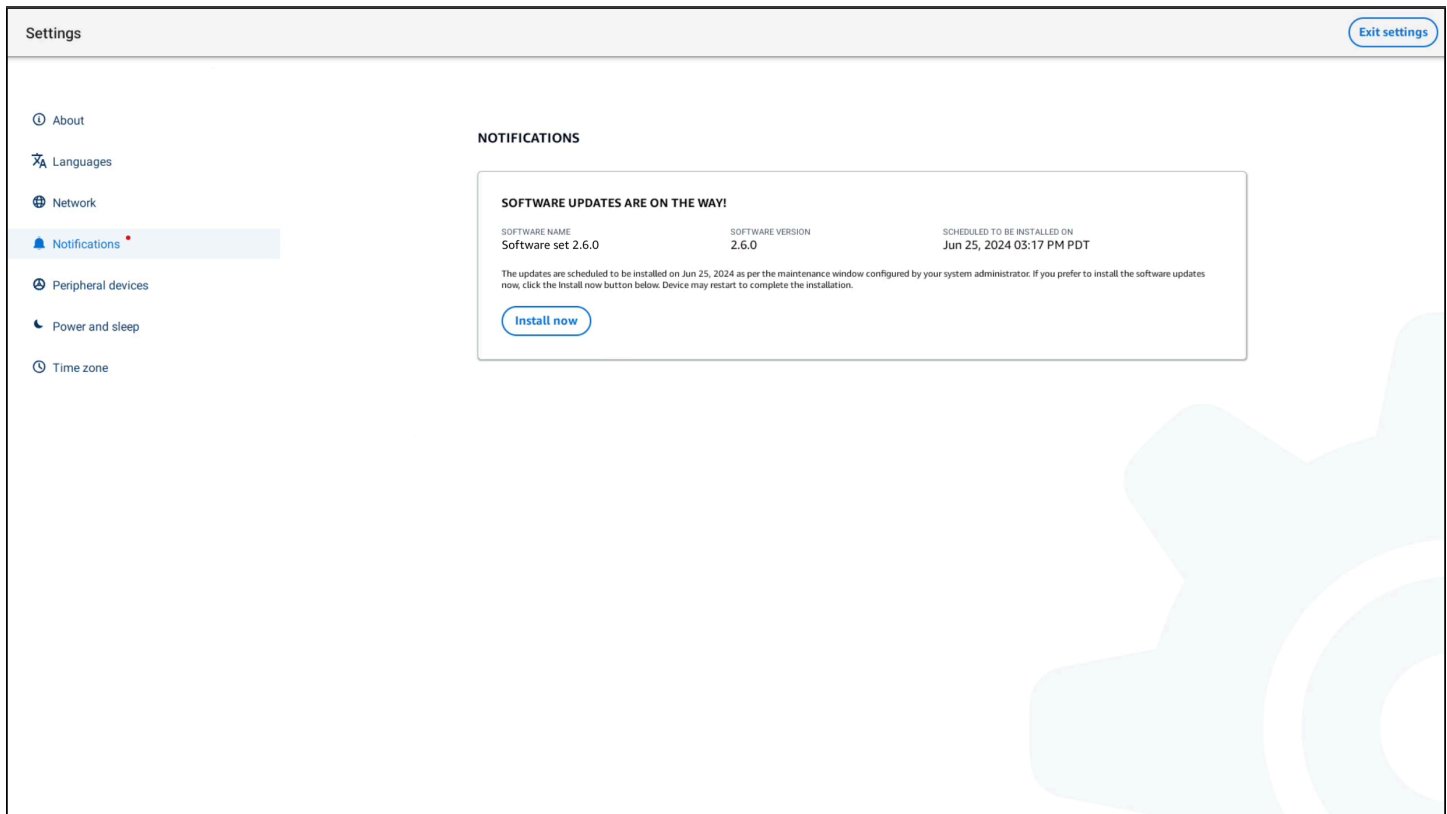 Settings
Exit settings
About
Languages
Network
Notifications
Peripheral devices
Power and sleep
Time zone
NOTIFICATIONS
SOFTWARE UPDATES ARE ON THE WAY!
SOFTWARE NAME SOFTWARE VERSION SCHEDULED TO BE INSTALLED ON
Software set 2.6.0 2.6.0 Jun 25, 2024 03:17 PM PDT
The updates are scheduled to be installed on Jun 25, 2024 as per the maintenance window configured by your system administrator. If you prefer to install the software updates
now, click the Install now button below. Device may restart to complete the installation.
Install now